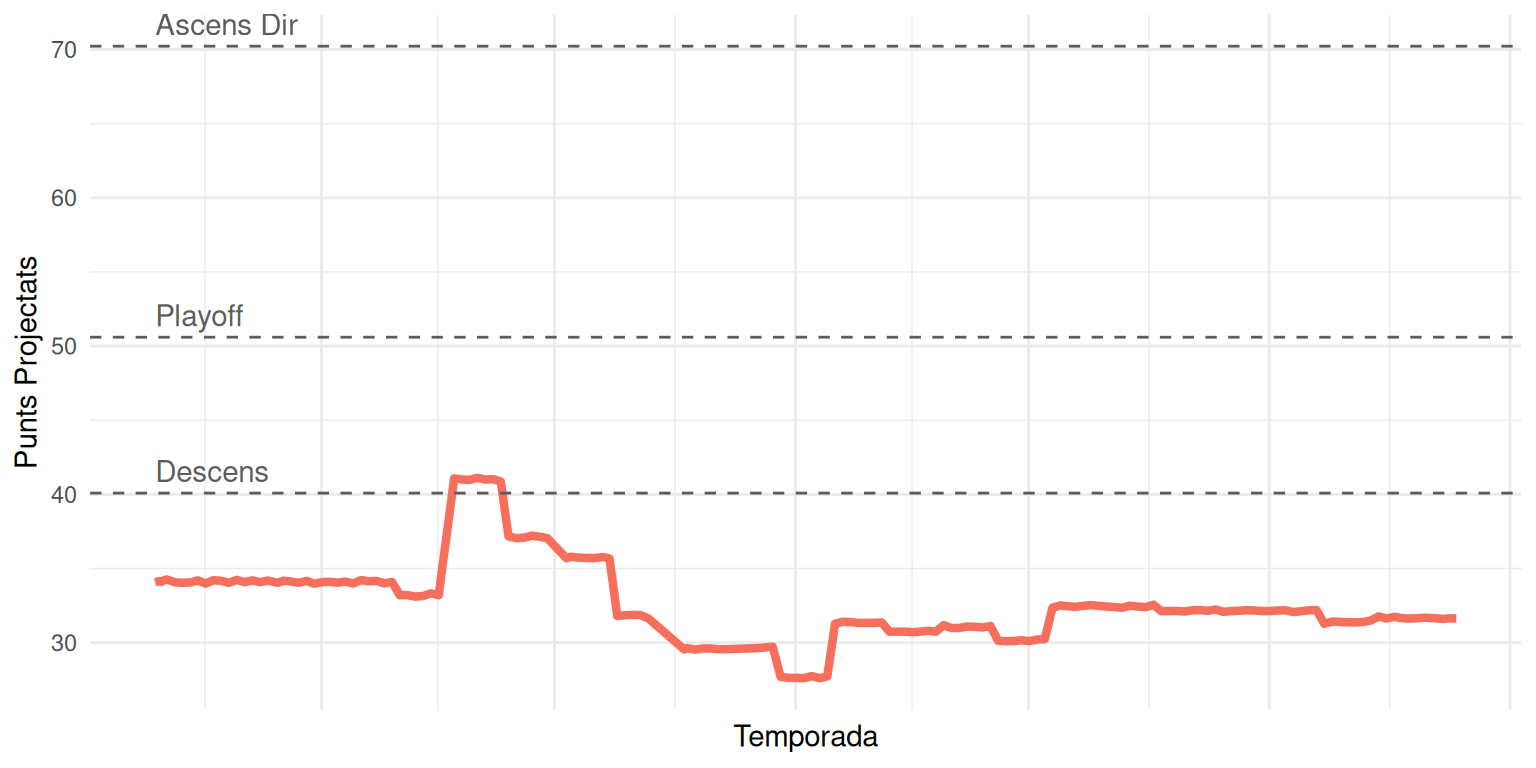 Ascens Dir
70
60
Playoff
50
Descens
40
30
Punts Projectats
Temporada